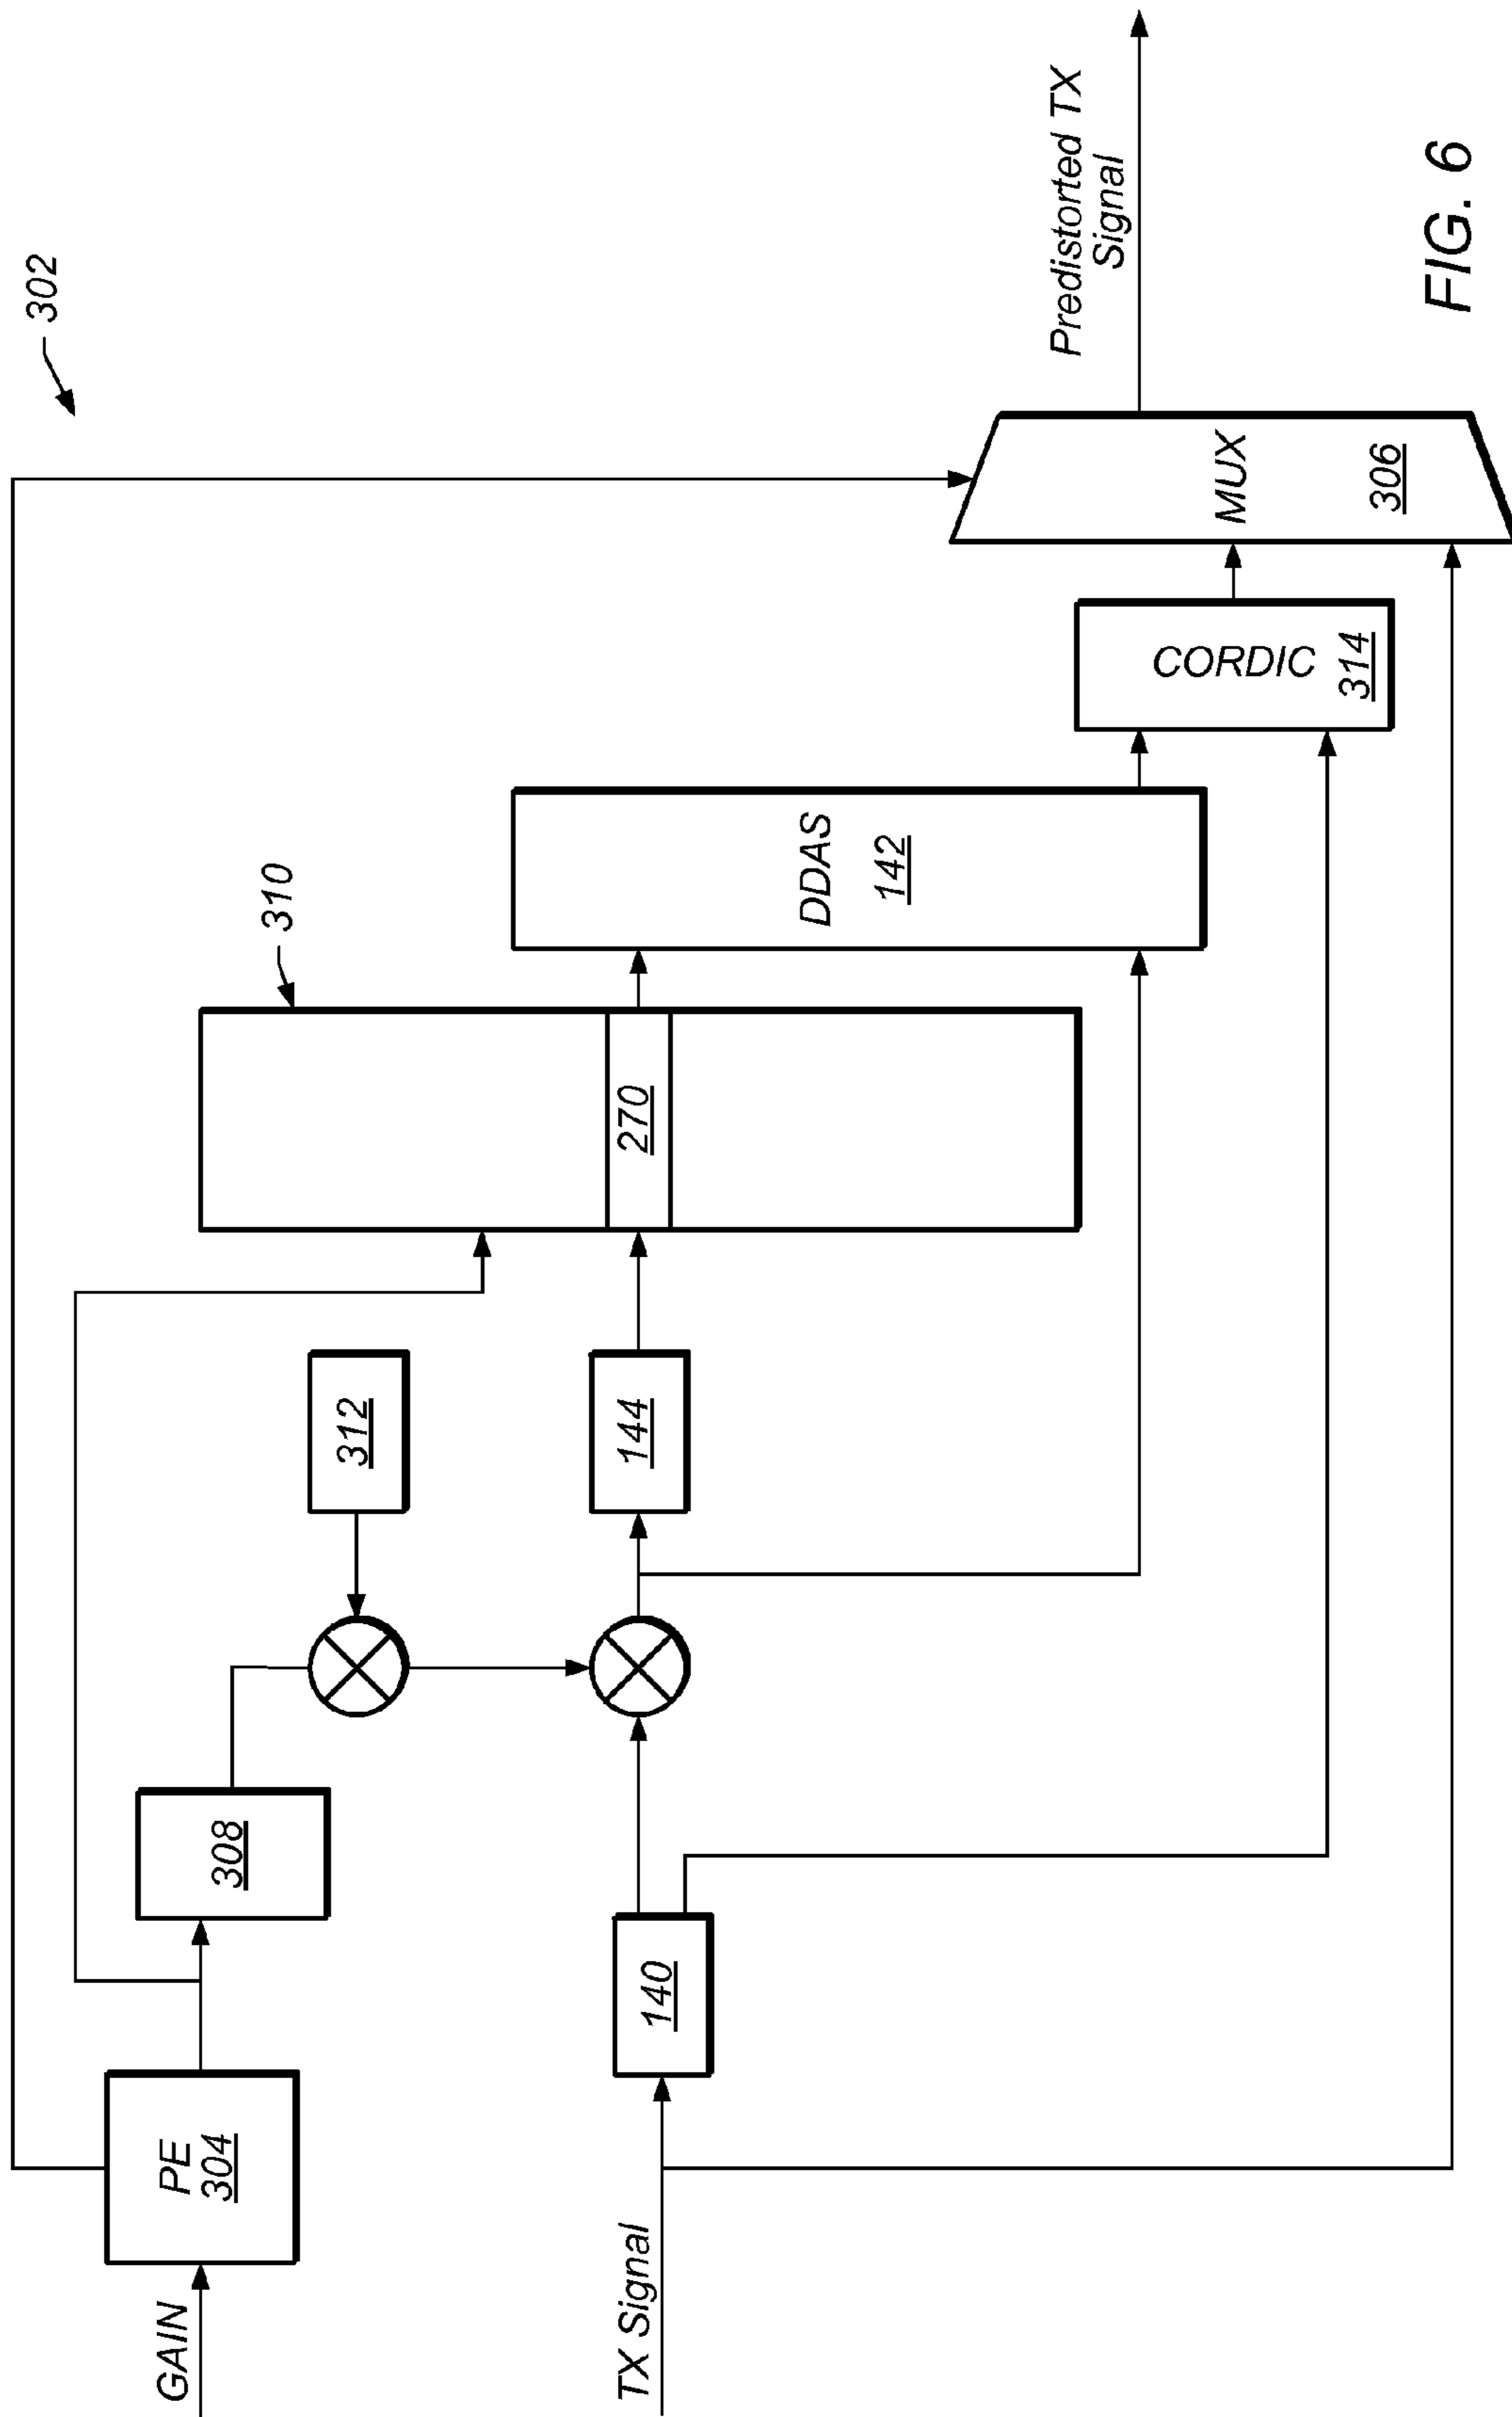 302
GAIN
PE
304
308
312
310
TX Signal
140
144
270
DDAS
142
CORDIC
314
MUX
306
Predistorted TX
Signal
FIG. 6